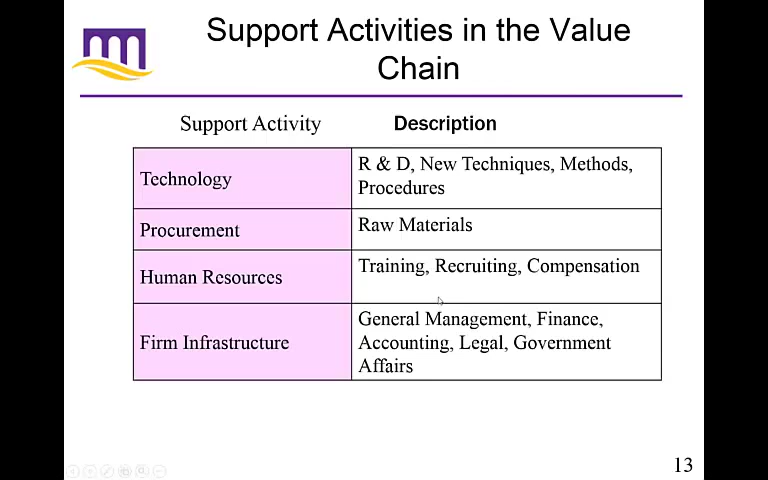 Support Activities in the Value
Chain
Support Activity Description
Technology
R & D, New Techniques, Methods,
Procedures
Procurement
Raw Materials
Human Resources
Training, Recruiting, Compensation
Firm Infrastructure
General Management, Finance,
Accounting, Legal, Government
Affairs
13